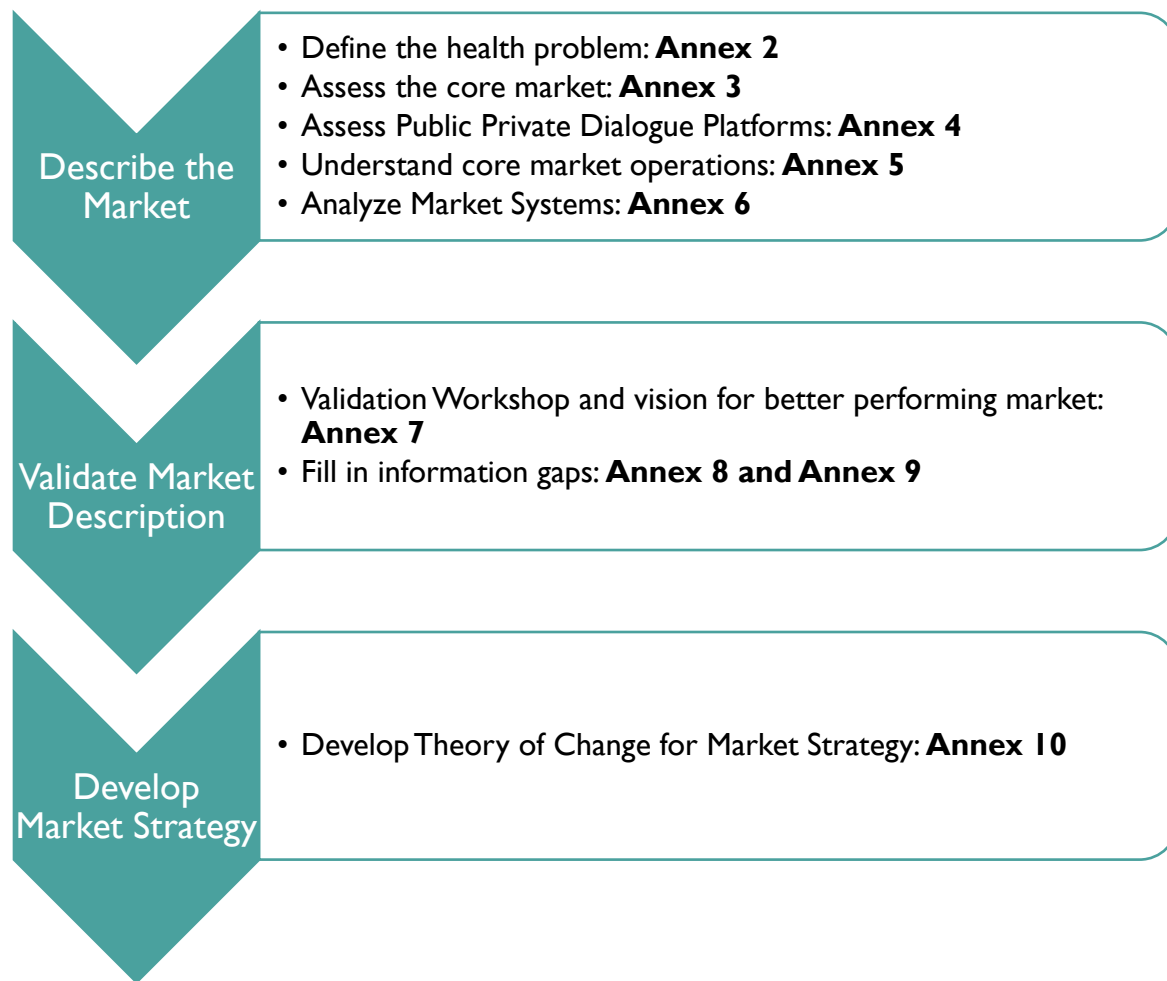 Describe the
Market
• Define the health problem: Annex 2
• Assess the core market: Annex 3
• Assess Public Private Dialogue Platforms: Annex 4
• Understand core market operations: Annex 5
• Analyze Market Systems: Annex 6
Validate Market
Description
• Validation Workshop and vision for better performing market:
Annex 7
• Fill in information gaps: Annex 8 and Annex 9
Develop
Market Strategy
• Develop Theory of Change for Market Strategy: Annex 10